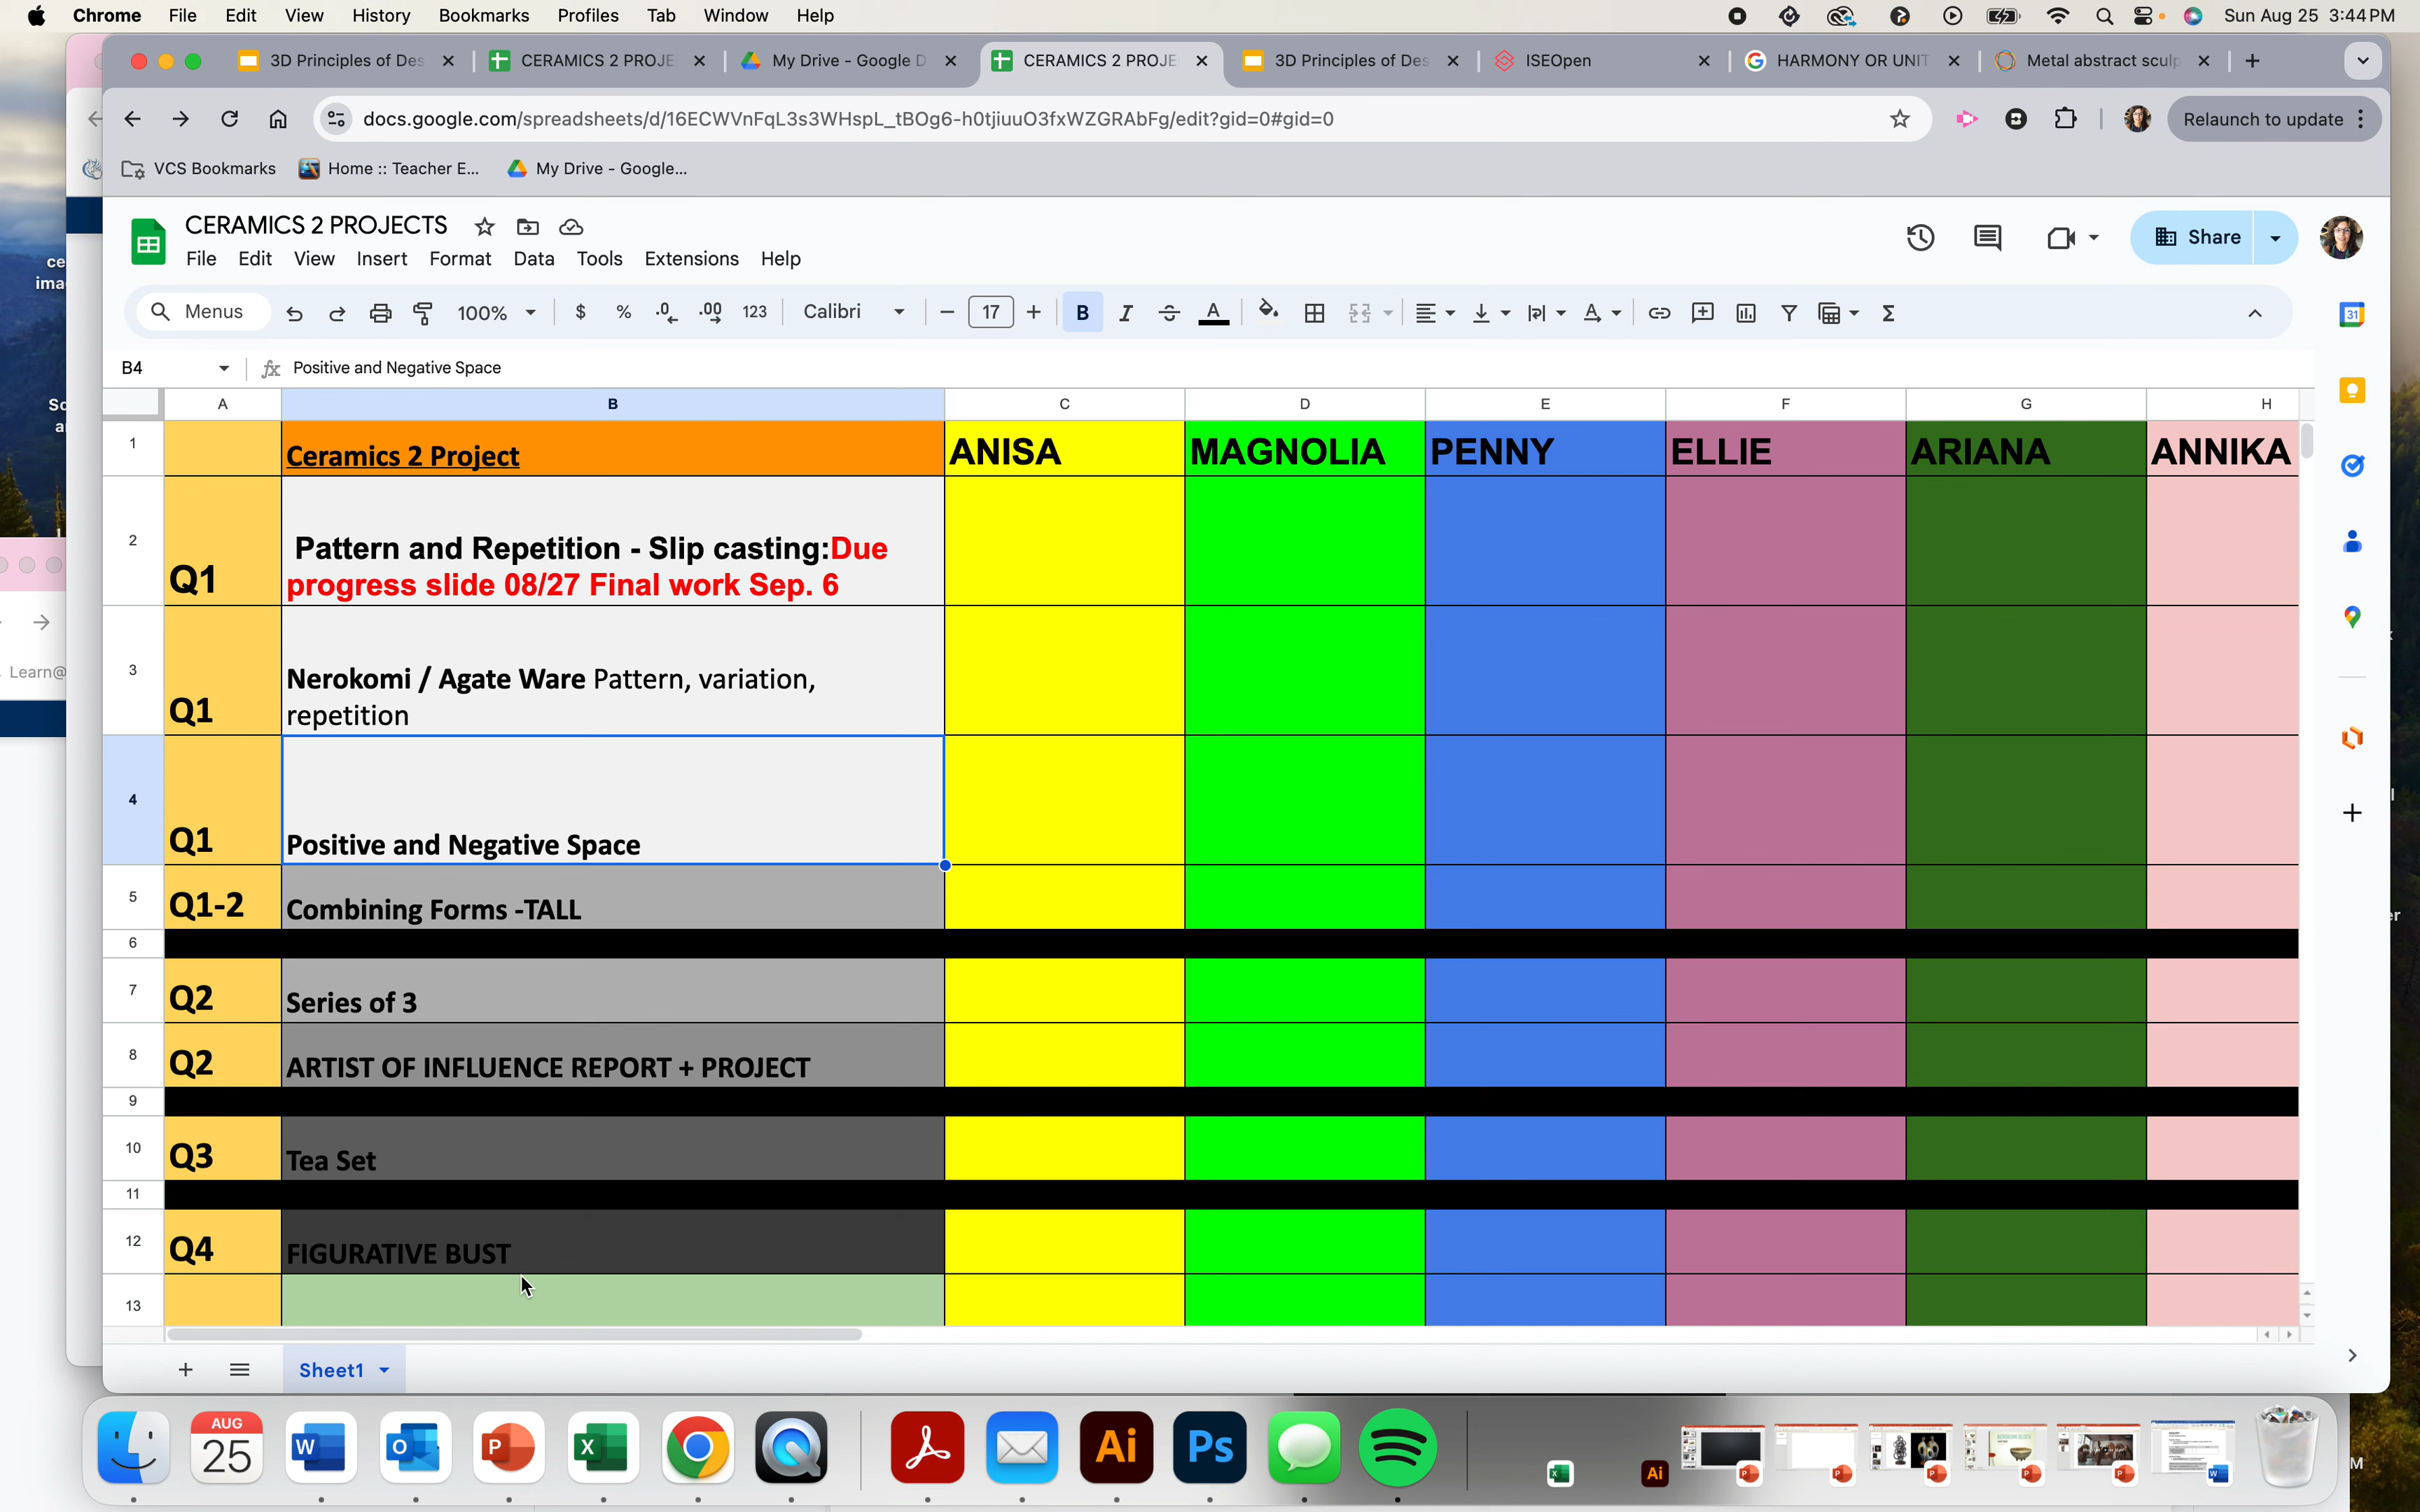 Chrome File Edit View History Bookmarks Profiles Tab Window Help Sun Aug 25 3:44 PM
3D Principles of Des CERAMICS 2 PROJE My Drive - Google D CERAMICS 2 PROJE 3D Principles of Des ISEOpen HARMONY OR UNIT Metal abstract sculp
docs.google.com/spreadsheets/d/16ECWVnFqL3s3WHspL_tBOg6-h0tjiuuO3fxWZGRAbFg/edit?gid=0#gid=0 Relaunch to update
VCS Bookmarks Home :: Teacher E... My Drive - Google...
CERAMICS 2 PROJECTS
File Edit View Insert Format Data Tools Extensions Help
Share
Menus 100% $ % .0 .00 123 Calibri 17 B I S A
B4 fx Positive and Negative Space
A B C D E F G H
1 Ceramics 2 Project ANISA MAGNOLIA PENNY ELLIE ARIANA ANNIKA
2 Q1 Pattern and Repetition - Slip casting:Due
progress slide 08/27 Final work Sep. 6
3 Q1 Nerokomi / Agate Ware Pattern, variation,
repetition
4 Q1 Positive and Negative Space
5 Q1-2 Combining Forms -TALL
6
7 Q2 Series of 3
8 Q2 ARTIST OF INFLUENCE REPORT + PROJECT
9
10 Q3 Tea Set
11
12 Q4 FIGURATIVE BUST
13
Sheet1
Learn@
ce
ima
Sc
a
31
AUG
25
W O P X Ai Ps